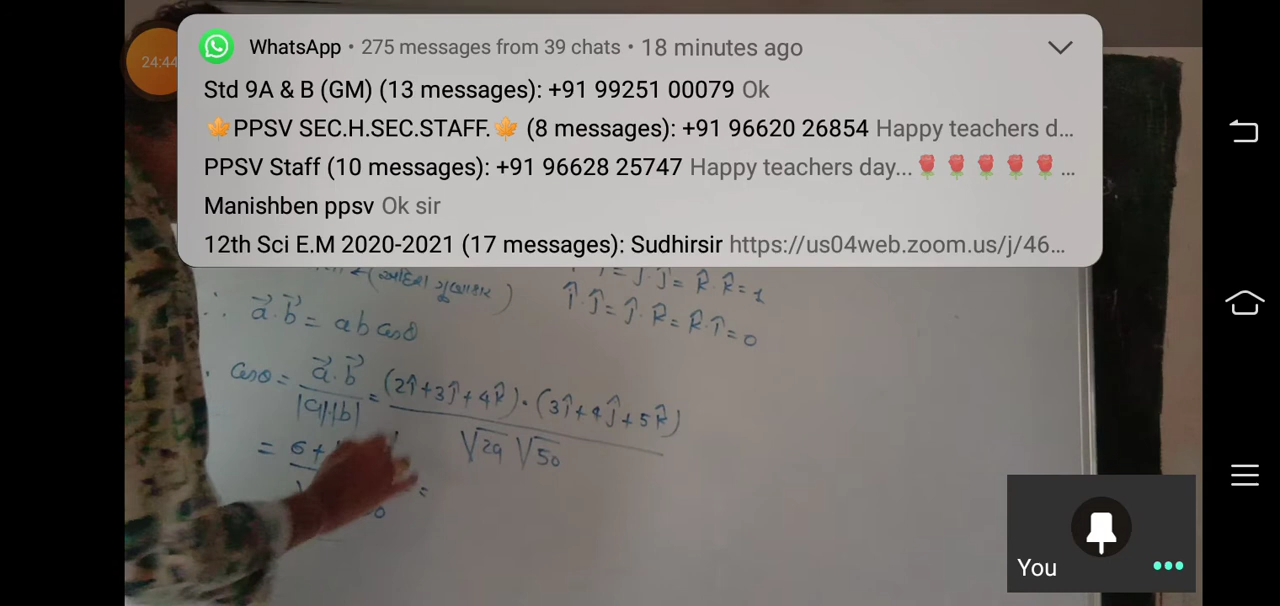 24:44
WhatsApp • 275 messages from 39 chats • 18 minutes ago
Std 9A & B (GM) (13 messages): +91 99251 00079 Ok
🍁PPSV SEC.H.SEC.STAFF.🍁 (8 messages): +91 96620 26854 Happy teachers d...
PPSV Staff (10 messages): +91 96628 25747 Happy teachers day...🌹🌹🌹🌹🌹...
Manishben ppsv Ok sir
12th Sci E.M 2020-2021 (17 messages): Sudhirsir https://us04web.zoom.us/j/46...
= ĵ·ĵ = k̂·k̂ = 1
î·ĵ = ĵ·k̂ = k̂·î = 0
∴ a⃗·b⃗ = ab cosθ
cosθ = a⃗·b⃗ / |a||b| = (2î+3ĵ+4k̂)·(3î+4ĵ+5k̂) / √29 √50
= 6+
=
You